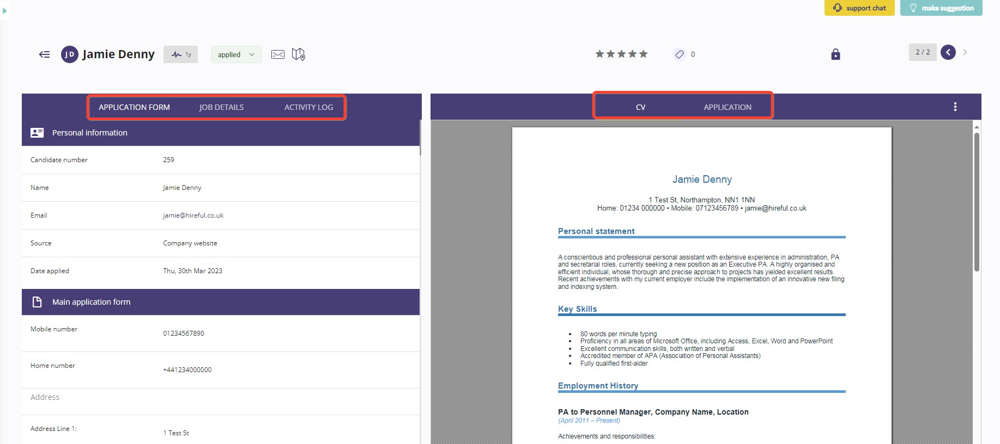 support chat
make suggestion
JD Jamie Denny
1y
applied
0
2 / 2
APPLICATION FORM JOB DETAILS ACTIVITY LOG
Personal information
Candidate number 259
Name Jamie Denny
Email jamie@hireful.co.uk
Source Company website
Date applied Thu, 30th Mar 2023
Main application form
Mobile number 01234567890
Home number +441234000000
Address
Address Line 1: 1 Test St
CV APPLICATION
Jamie Denny
1 Test St, Northampton, NN1 1NN
Home: 01234 000000 • Mobile: 07123456789 • jamie@hireful.co.uk
Personal statement
A conscientious and professional personal assistant with extensive experience in administration, PA
and secretarial roles, currently seeking a new position as an Executive PA. A highly organised and
efficient individual, whose thorough and precise approach to projects has yielded excellent results.
Recent achievements with my current employer include the implementation of an innovative new filing
and indexing system.
Key Skills
• 80 words per minute typing
• Proficiency in all areas of Microsoft Office, including Access, Excel, Word and PowerPoint
• Excellent communication skills, both written and verbal
• Accredited member of APA (Association of Personal Assistants)
• Fully qualified first-aider
Employment History
PA to Personnel Manager, Company Name, Location
(April 2011 – Present)
Achievements and responsibilities: